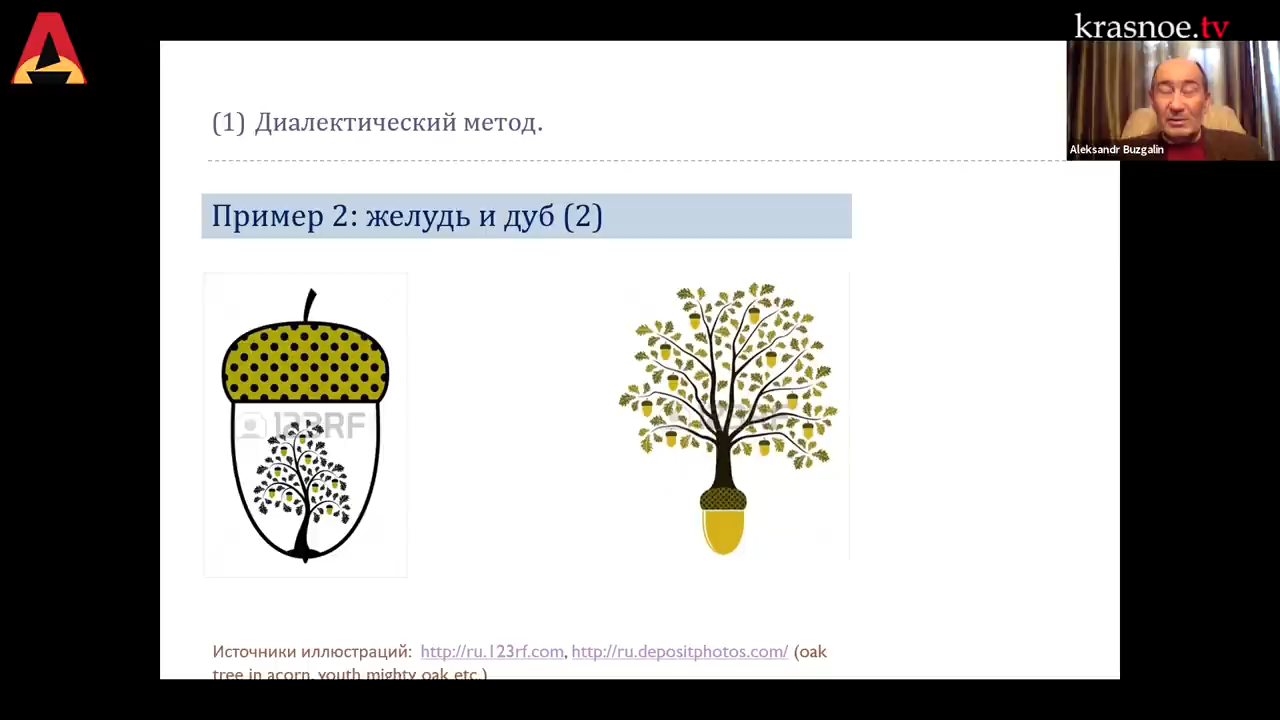 krasnoe.tv
Aleksandr Buzgalin
(1) Диалектический метод.
Пример 2: желудь и дуб (2)
123RF
Источники иллюстраций: http://ru.123rf.com, http://ru.depositphotos.com/ (oak
tree in acorn, youth mighty oak etc.)